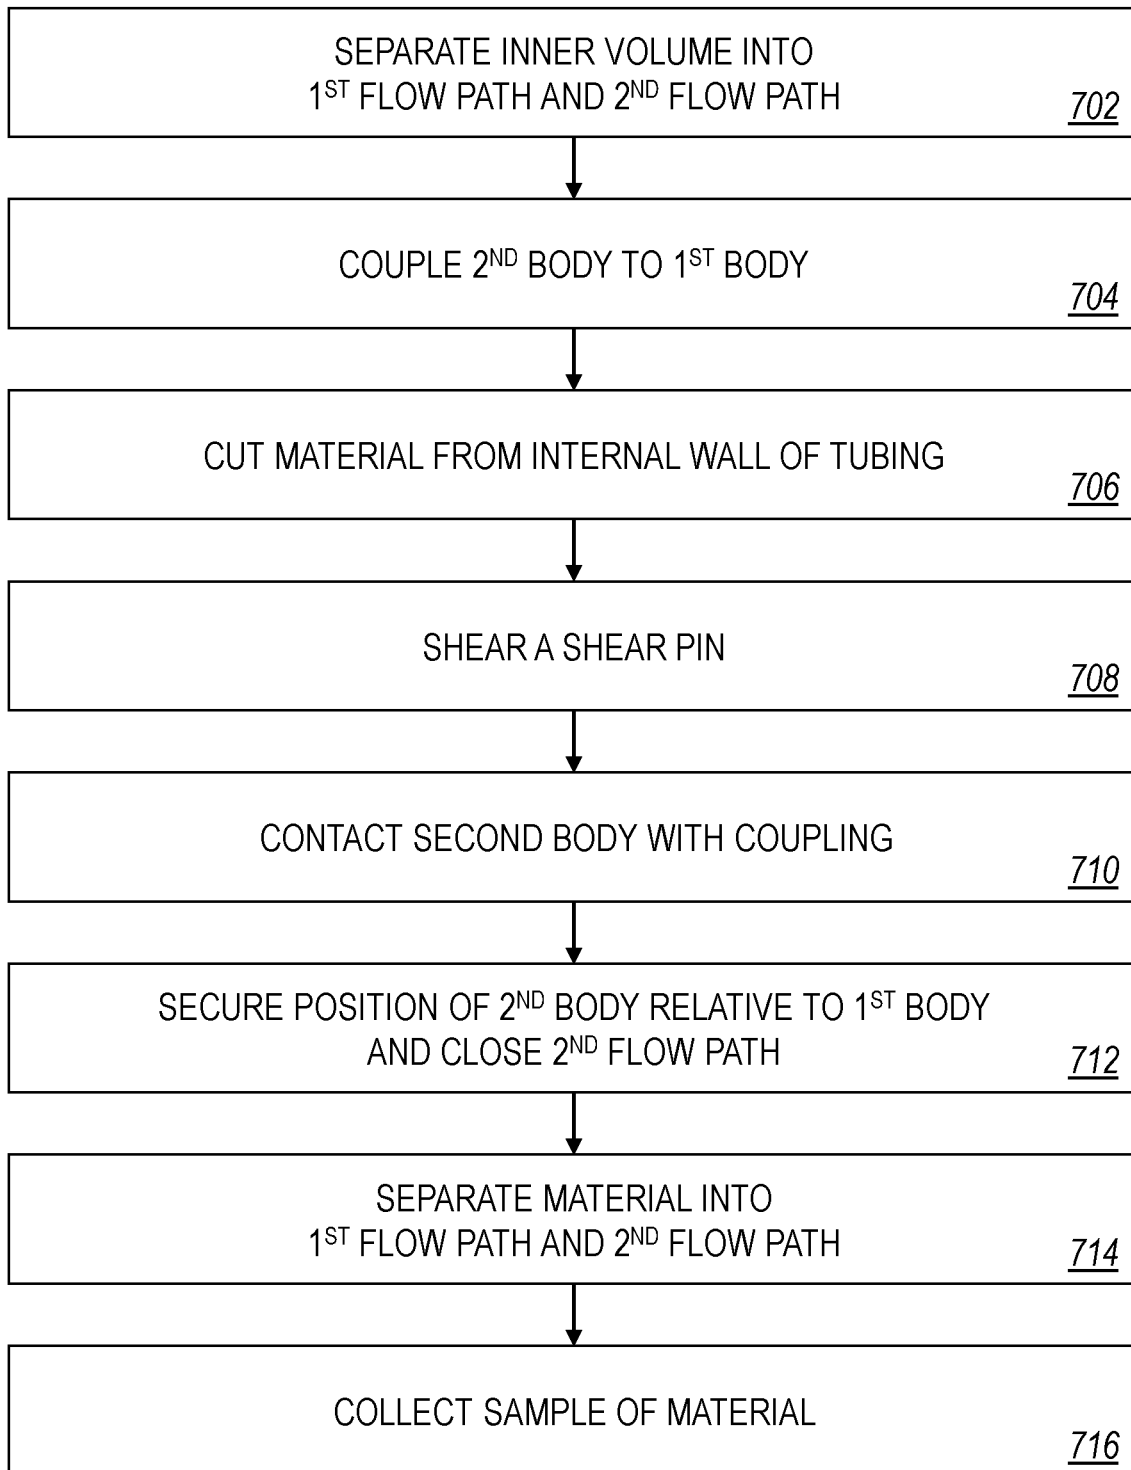 SEPARATE INNER VOLUME INTO
1ST FLOW PATH AND 2ND FLOW PATH
702
COUPLE 2ND BODY TO 1ST BODY
704
CUT MATERIAL FROM INTERNAL WALL OF TUBING
706
SHEAR A SHEAR PIN
708
CONTACT SECOND BODY WITH COUPLING
710
SECURE POSITION OF 2ND BODY RELATIVE TO 1ST BODY
AND CLOSE 2ND FLOW PATH
712
SEPARATE MATERIAL INTO
1ST FLOW PATH AND 2ND FLOW PATH
714
COLLECT SAMPLE OF MATERIAL
716